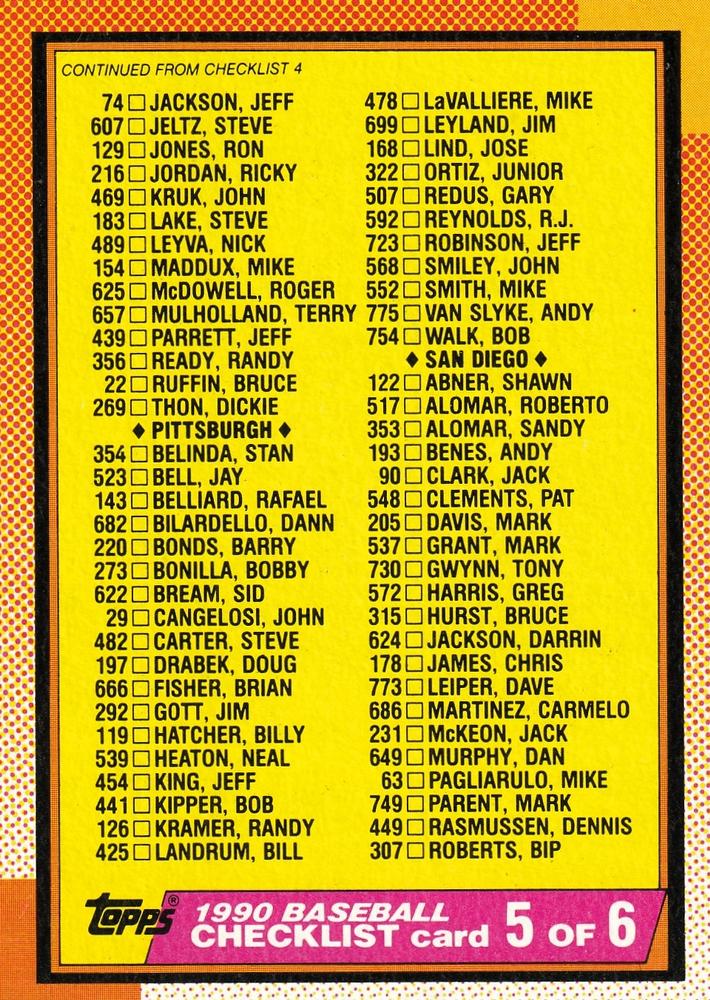 CONTINUED FROM CHECKLIST 4
74 □ JACKSON, JEFF
607 □ JELTZ, STEVE
129 □ JONES, RON
216 □ JORDAN, RICKY
469 □ KRUK, JOHN
183 □ LAKE, STEVE
489 □ LEYVA, NICK
154 □ MADDUX, MIKE
625 □ McDOWELL, ROGER
657 □ MULHOLLAND, TERRY
439 □ PARRETT, JEFF
356 □ READY, RANDY
22 □ RUFFIN, BRUCE
269 □ THON, DICKIE
♦ PITTSBURGH ♦
354 □ BELINDA, STAN
523 □ BELL, JAY
143 □ BELLIARD, RAFAEL
682 □ BILARDELLO, DANN
220 □ BONDS, BARRY
273 □ BONILLA, BOBBY
622 □ BREAM, SID
29 □ CANGELOSI, JOHN
482 □ CARTER, STEVE
197 □ DRABEK, DOUG
666 □ FISHER, BRIAN
292 □ GOTT, JIM
119 □ HATCHER, BILLY
539 □ HEATON, NEAL
454 □ KING, JEFF
441 □ KIPPER, BOB
126 □ KRAMER, RANDY
425 □ LANDRUM, BILL
478 □ LaVALLIERE, MIKE
699 □ LEYLAND, JIM
168 □ LIND, JOSE
322 □ ORTIZ, JUNIOR
507 □ REDUS, GARY
592 □ REYNOLDS, R.J.
723 □ ROBINSON, JEFF
568 □ SMILEY, JOHN
552 □ SMITH, MIKE
775 □ VAN SLYKE, ANDY
754 □ WALK, BOB
♦ SAN DIEGO ♦
122 □ ABNER, SHAWN
517 □ ALOMAR, ROBERTO
353 □ ALOMAR, SANDY
193 □ BENES, ANDY
90 □ CLARK, JACK
548 □ CLEMENTS, PAT
205 □ DAVIS, MARK
537 □ GRANT, MARK
730 □ GWYNN, TONY
572 □ HARRIS, GREG
315 □ HURST, BRUCE
624 □ JACKSON, DARRIN
178 □ JAMES, CHRIS
773 □ LEIPER, DAVE
686 □ MARTINEZ, CARMELO
231 □ McKEON, JACK
649 □ MURPHY, DAN
63 □ PAGLIARULO, MIKE
749 □ PARENT, MARK
449 □ RASMUSSEN, DENNIS
307 □ ROBERTS, BIP
Topps®
1990 BASEBALL
CHECKLIST card 5 OF 6